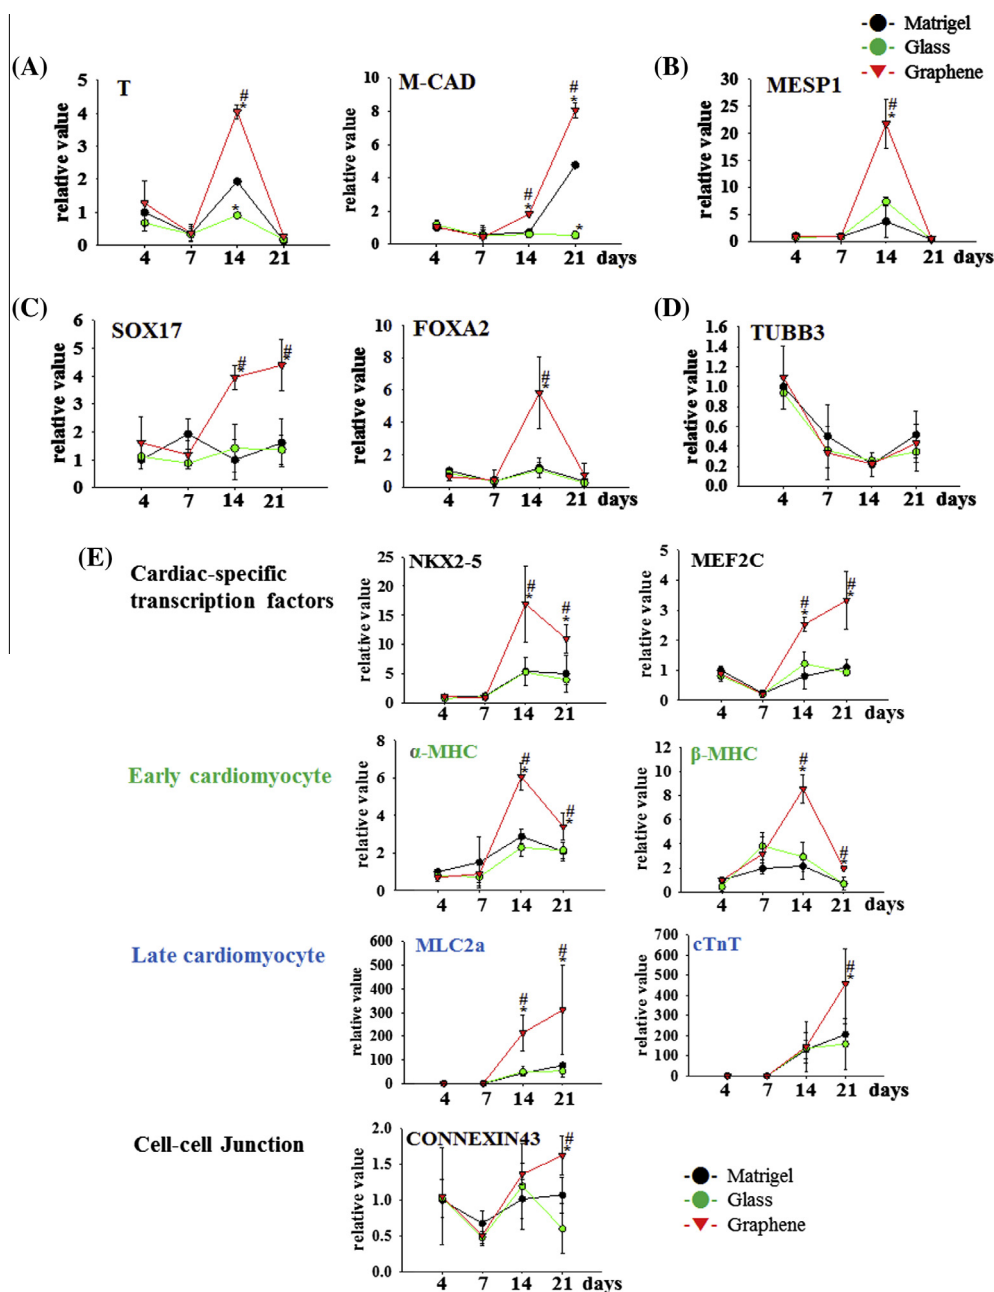 Matrigel
Glass
Graphene
(A)
T
relative value
5
4
3
2
1
0
#
*
*
4 7 14 21
M-CAD
relative value
10
8
6
4
2
0
#
*
#
*
*
4 7 14 21 days
(B)
MESP1
relative value
30
25
20
15
10
5
0
#
*
4 7 14 21 days
(C)
SOX17
relative value
6
5
4
3
2
1
0
#
*
#
*
4 7 14 21
FOXA2
relative value
10
8
6
4
2
0
#
*
4 7 14 21
(D)
TUBB3
relative value
1.6
1.4
1.2
1.0
0.8
0.6
0.4
0.2
0.0
4 7 14 21 days
(E)
Cardiac-specific
transcription factors
NKX2-5
relative value
25
20
15
10
5
0
#
*
#
*
4 7 14 21
MEF2C
relative value
5
4
3
2
1
0
#
*
#
*
4 7 14 21 days
Early cardiomyocyte
α-MHC
relative value
8
6
4
2
0
#
*
#
*
4 7 14 21
β-MHC
relative value
12
10
8
6
4
2
0
#
*
#
*
4 7 14 21 days
Late cardiomyocyte
MLC2a
relative value
600
500
400
300
200
100
0
#
*
#
*
4 7 14 21
cTnT
relative value
700
600
500
400
300
200
100
0
#
*
4 7 14 21 days
Cell-cell Junction
CONNEXIN43
relative value
2.0
1.5
1.0
0.5
0.0
#
*
4 7 14 21 days
Matrigel
Glass
Graphene